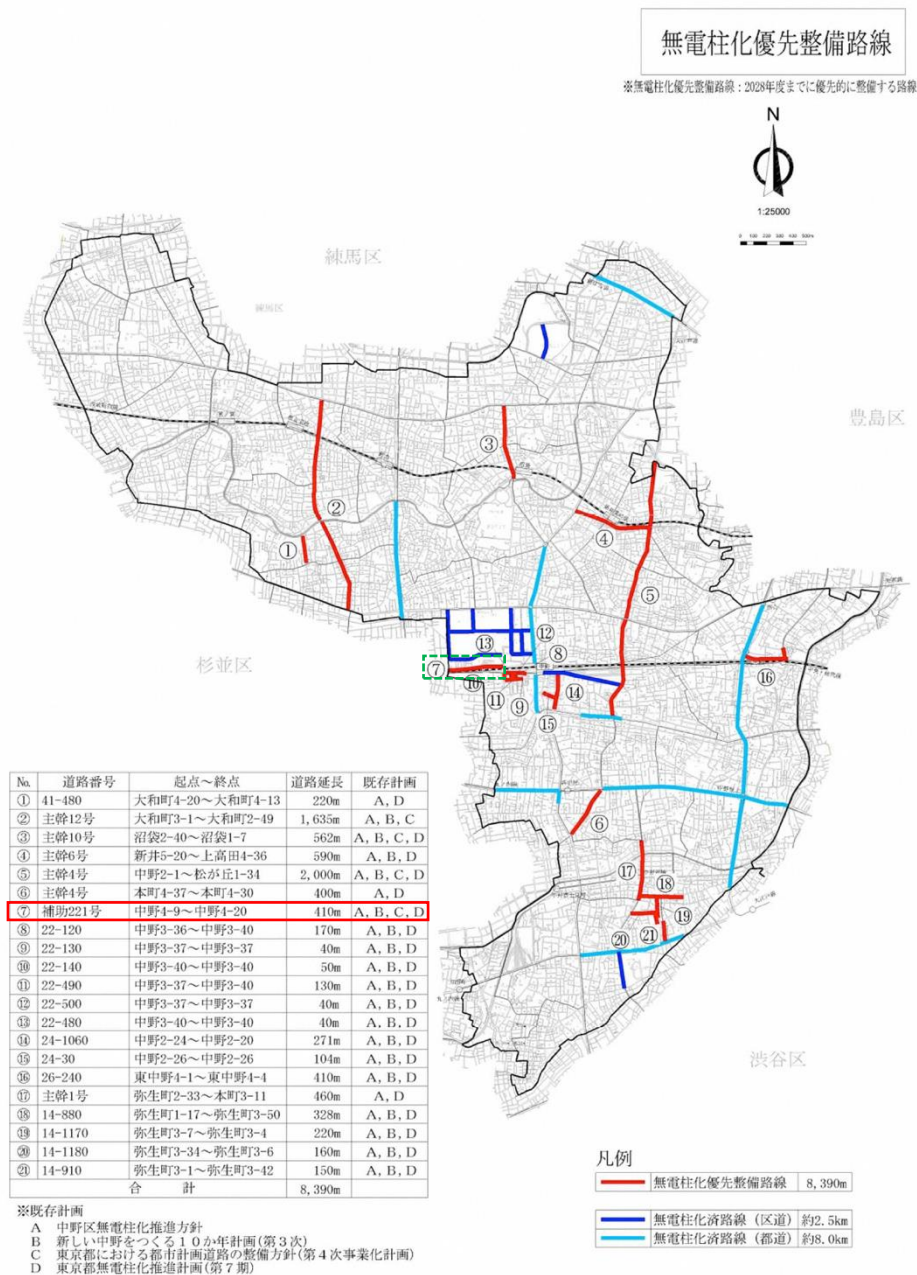 無電柱化優先整備路線
※無電柱化優先整備路線：2028年度までに優先的に整備する路線
N
1:25000
0 100 200 300 400 500m
練馬区
練馬区
豊島区
杉並区
渋谷区
①
②
③
④
⑤
⑥
⑦
⑧
⑨
⑩
⑪
⑫
⑬
⑭
⑮
⑯
⑰
⑱
⑲
⑳
㉑
No. 道路番号 起点～終点 道路延長 既存計画
① 41-480 大和町4-20～大和町4-13 220m A, D
② 主幹12号 大和町3-1～大和町2-49 1,635m A, B, C
③ 主幹10号 沼袋2-40～沼袋1-7 562m A, B, C, D
④ 主幹6号 新井5-20～上高田4-36 590m A, B, D
⑤ 主幹4号 中野2-1～松が丘1-34 2,000m A, B, C, D
⑥ 主幹4号 本町4-37～本町4-30 400m A, D
⑦ 補助221号 中野4-9～中野4-20 410m A, B, C, D
⑧ 22-120 中野3-36～中野3-40 170m A, B, D
⑨ 22-130 中野3-37～中野3-37 40m A, B, D
⑩ 22-140 中野3-40～中野3-40 50m A, B, D
⑪ 22-490 中野3-37～中野3-40 130m A, B, D
⑫ 22-500 中野3-37～中野3-37 40m A, B, D
⑬ 22-480 中野3-40～中野3-40 40m A, B, D
⑭ 24-1060 中野2-24～中野2-20 271m A, B, D
⑮ 24-30 中野2-26～中野2-26 104m A, B, D
⑯ 26-240 東中野4-1～東中野4-4 410m A, B, D
⑰ 主幹1号 弥生町2-33～本町3-11 460m A, D
⑱ 14-880 弥生町1-17～弥生町3-50 328m A, B, D
⑲ 14-1170 弥生町3-7～弥生町3-4 220m A, B, D
⑳ 14-1180 弥生町3-34～弥生町3-6 160m A, B, D
㉑ 14-910 弥生町3-1～弥生町3-42 150m A, B, D
合 計 8,390m
※既存計画
A 中野区無電柱化推進方針
B 新しい中野をつくる１０か年計画(第３次)
C 東京都における都市計画道路の整備方針(第４次事業化計画)
D 東京都無電柱化推進計画(第７期)
凡例
無電柱化優先整備路線 8,390m
無電柱化済路線（区道） 約2.5km
無電柱化済路線（都道） 約8.0km